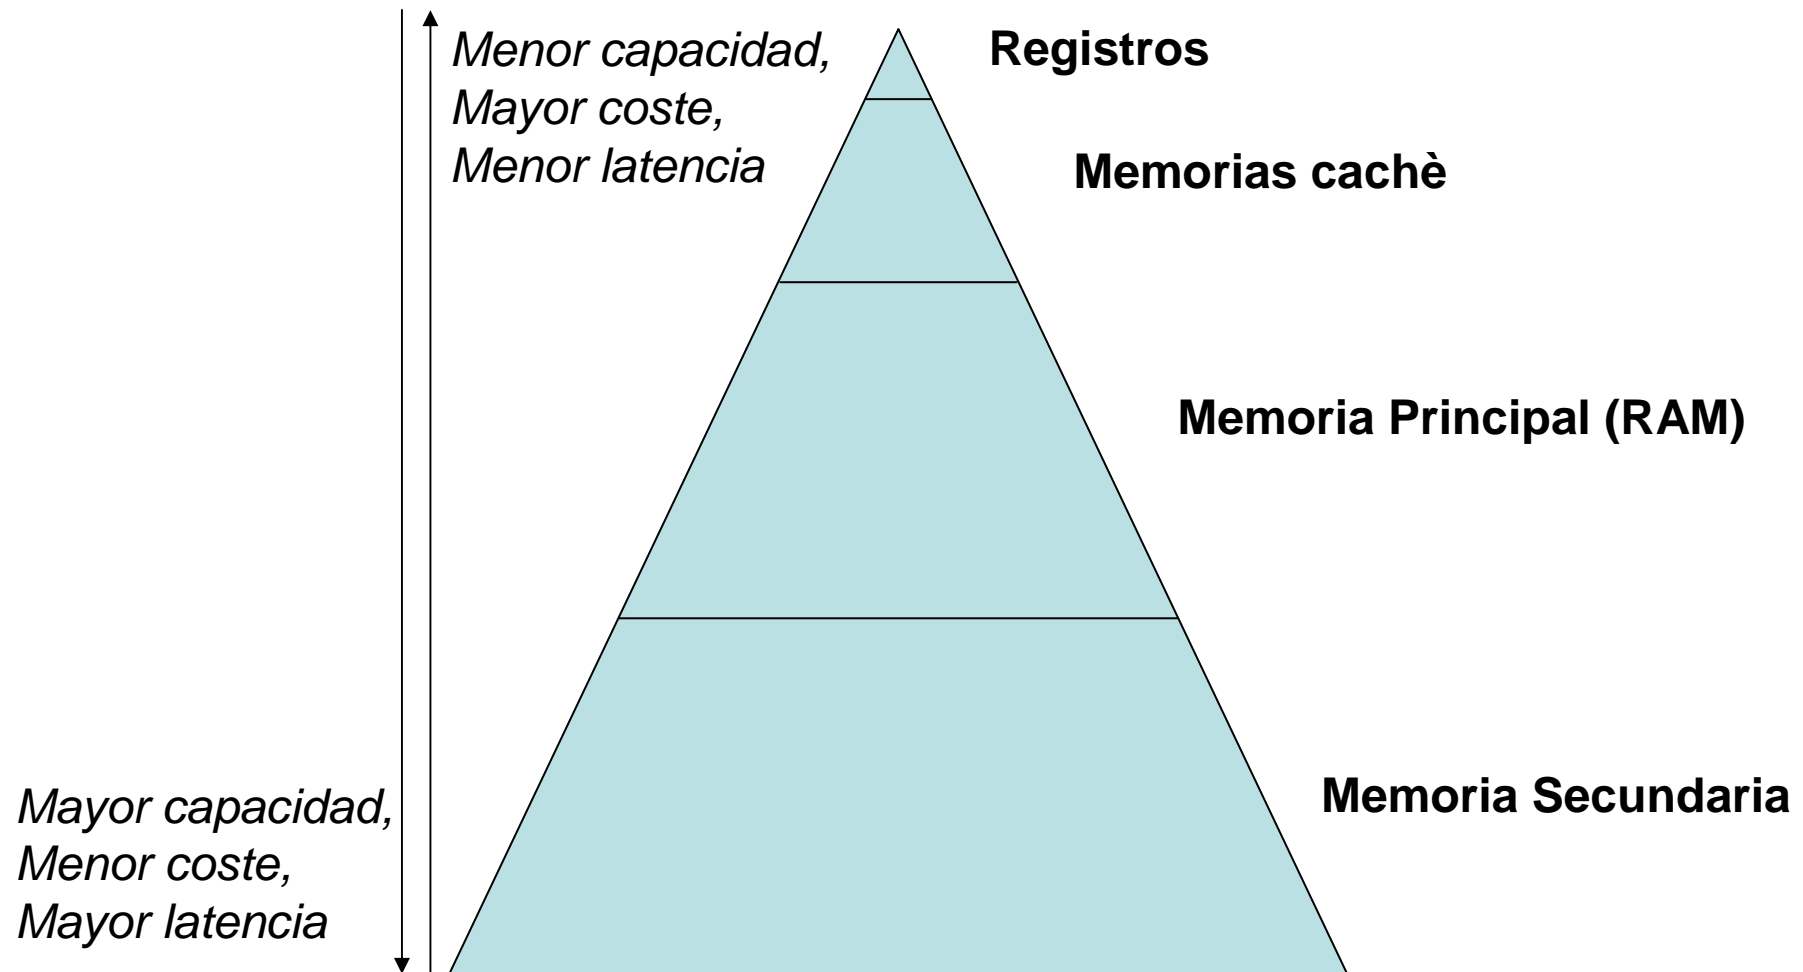 Menor capacidad,
Mayor coste,
Menor latencia
Registros
Memorias cachè
Memoria Principal (RAM)
Memoria Secundaria
Mayor capacidad,
Menor coste,
Mayor latencia